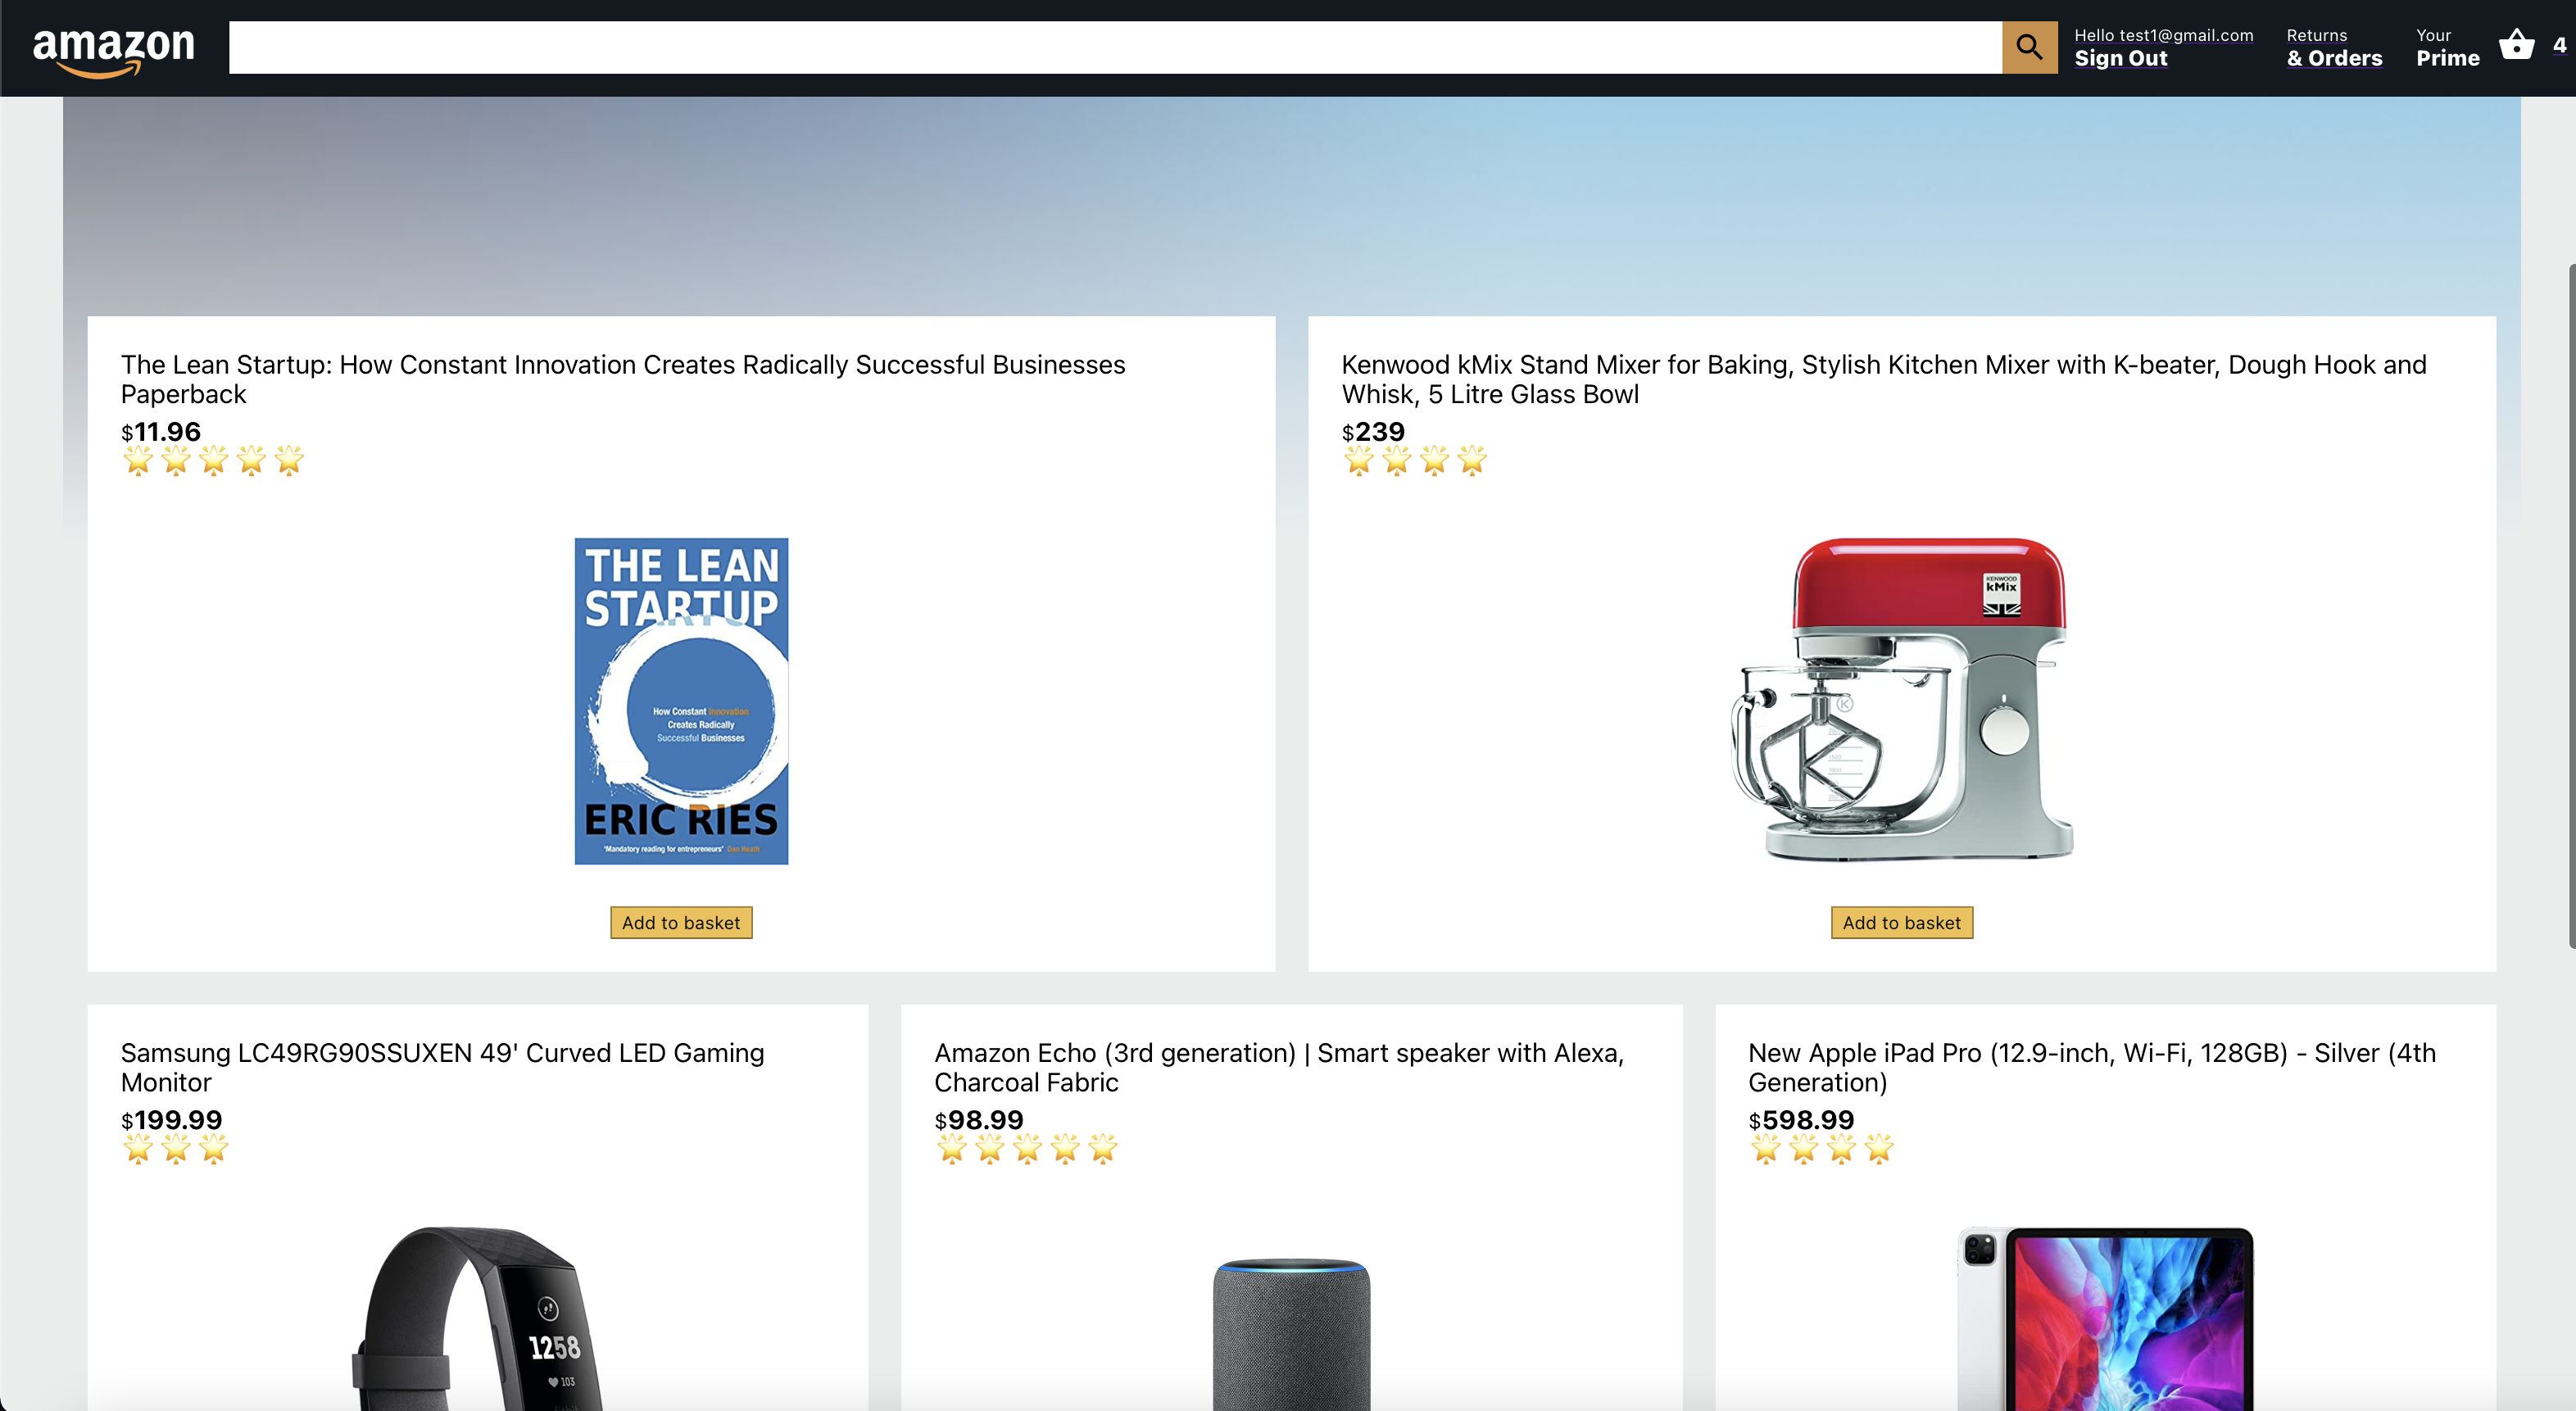 amazon
Hello test1@gmail.com
Sign Out
Returns
& Orders
Your
Prime
4
The Lean Startup: How Constant Innovation Creates Radically Successful Businesses
Paperback
$11.96
THE LEAN
STARTUP
How Constant Innovation
Creates Radically
Successful Businesses
ERIC RIES
'Mandatory reading for entrepreneurs' Dan Heath
Add to basket
Kenwood kMix Stand Mixer for Baking, Stylish Kitchen Mixer with K-beater, Dough Hook and
Whisk, 5 Litre Glass Bowl
$239
KENWOOD
kMix
K
Add to basket
Samsung LC49RG90SSUXEN 49' Curved LED Gaming
Monitor
$199.99
1258
103
Amazon Echo (3rd generation) | Smart speaker with Alexa,
Charcoal Fabric
$98.99
New Apple iPad Pro (12.9-inch, Wi-Fi, 128GB) - Silver (4th
Generation)
$598.99